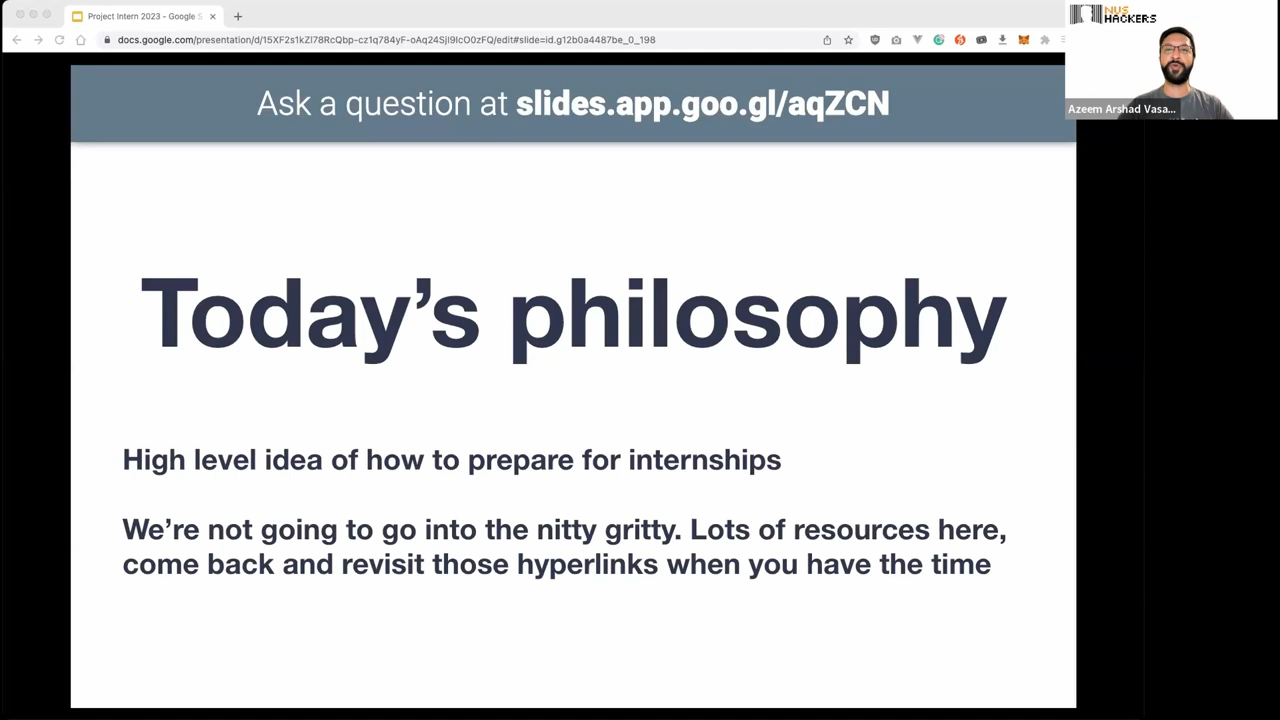 Project Intern 2023 - Google S
docs.google.com/presentation/d/15XF2s1kZl78RcQbp-cz1q784yF-oAq24SjI9IcO0zFQ/edit#slide=id.g12b0a4487be_0_198
NUS
HACKERS
Azeem Arshad Vasa...
Ask a question at slides.app.goo.gl/aqZCN
Today's philosophy
High level idea of how to prepare for internships
We're not going to go into the nitty gritty. Lots of resources here,
come back and revisit those hyperlinks when you have the time